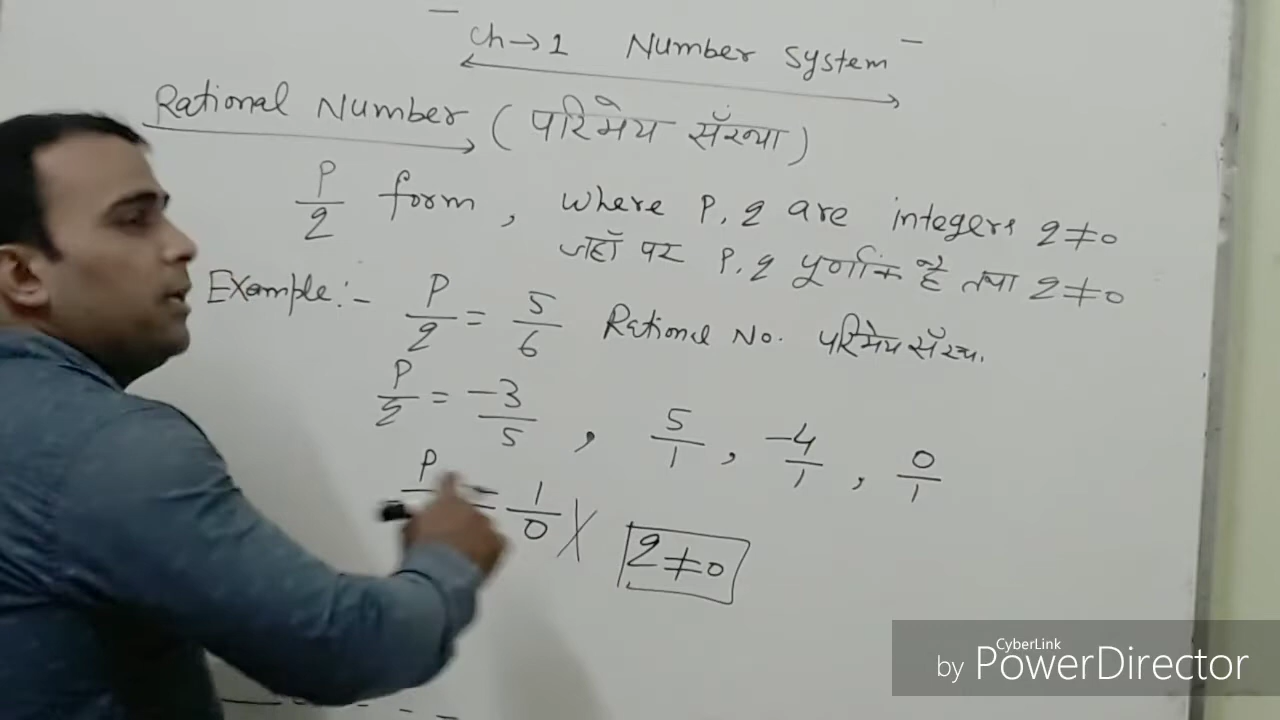 Ch→1 Number System
Rational Number (परिमेय सँख्या)
P/q form, where P, q are integers q≠0
जहाँ पर P, q पूर्णांक है तथा q≠0
Example:- P/q = 5/6 Rational No. परिमेय सँख्या.
P/q = -3/5, 5/1, -4/1, 0/1
P = 1/0 X q≠0
CyberLink
by PowerDirector